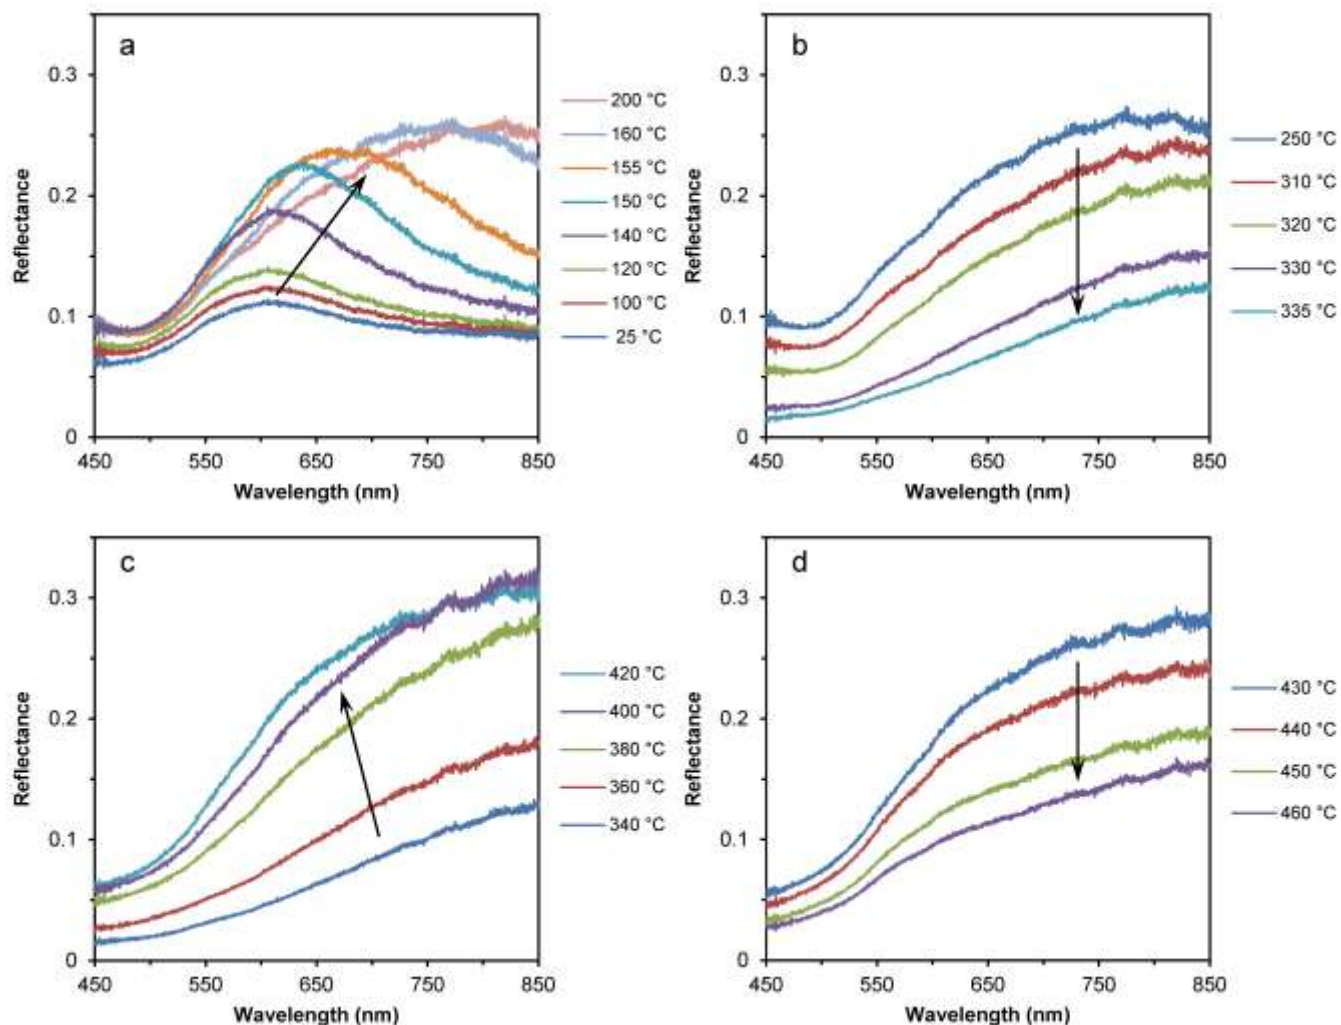 a
0.3
0.2
0.1
0
Reflectance
450
550
650
750
850
Wavelength (nm)
200 °C
160 °C
155 °C
150 °C
140 °C
120 °C
100 °C
25 °C
b
0.3
0.2
0.1
0
Reflectance
450
550
650
750
850
Wavelength (nm)
250 °C
310 °C
320 °C
330 °C
335 °C
c
0.3
0.2
0.1
0
Reflectance
450
550
650
750
850
Wavelength (nm)
420 °C
400 °C
380 °C
360 °C
340 °C
d
0.3
0.2
0.1
0
Reflectance
450
550
650
750
850
Wavelength (nm)
430 °C
440 °C
450 °C
460 °C